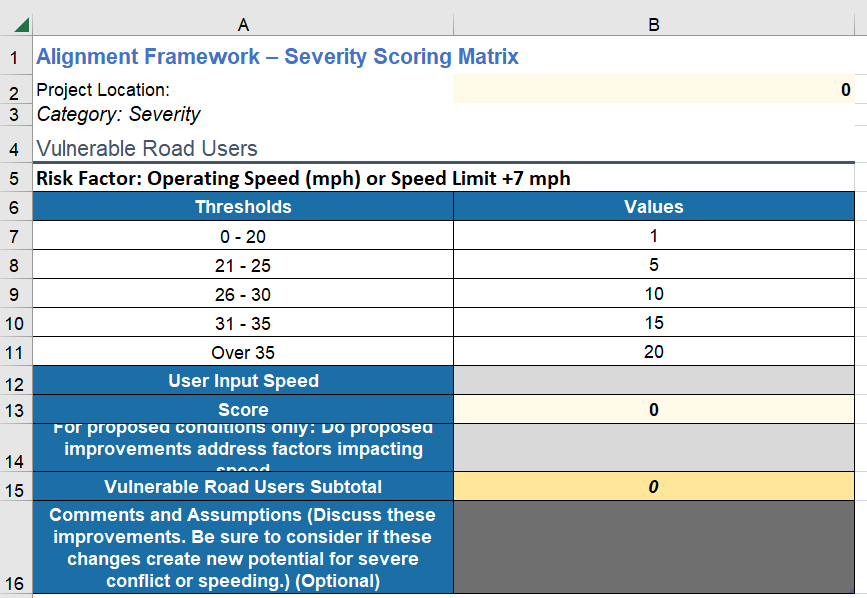 A B
1 Alignment Framework – Severity Scoring Matrix
2 Project Location: 0
3 Category: Severity
4 Vulnerable Road Users
5 Risk Factor: Operating Speed (mph) or Speed Limit +7 mph
6 Thresholds Values
7 0 - 20 1
8 21 - 25 5
9 26 - 30 10
10 31 - 35 15
11 Over 35 20
12 User Input Speed
13 Score 0
For proposed conditions only: Do proposed
improvements address factors impacting
14 speed
15 Vulnerable Road Users Subtotal 0
Comments and Assumptions (Discuss these
improvements. Be sure to consider if these
changes create new potential for severe
16 conflict or speeding.) (Optional)